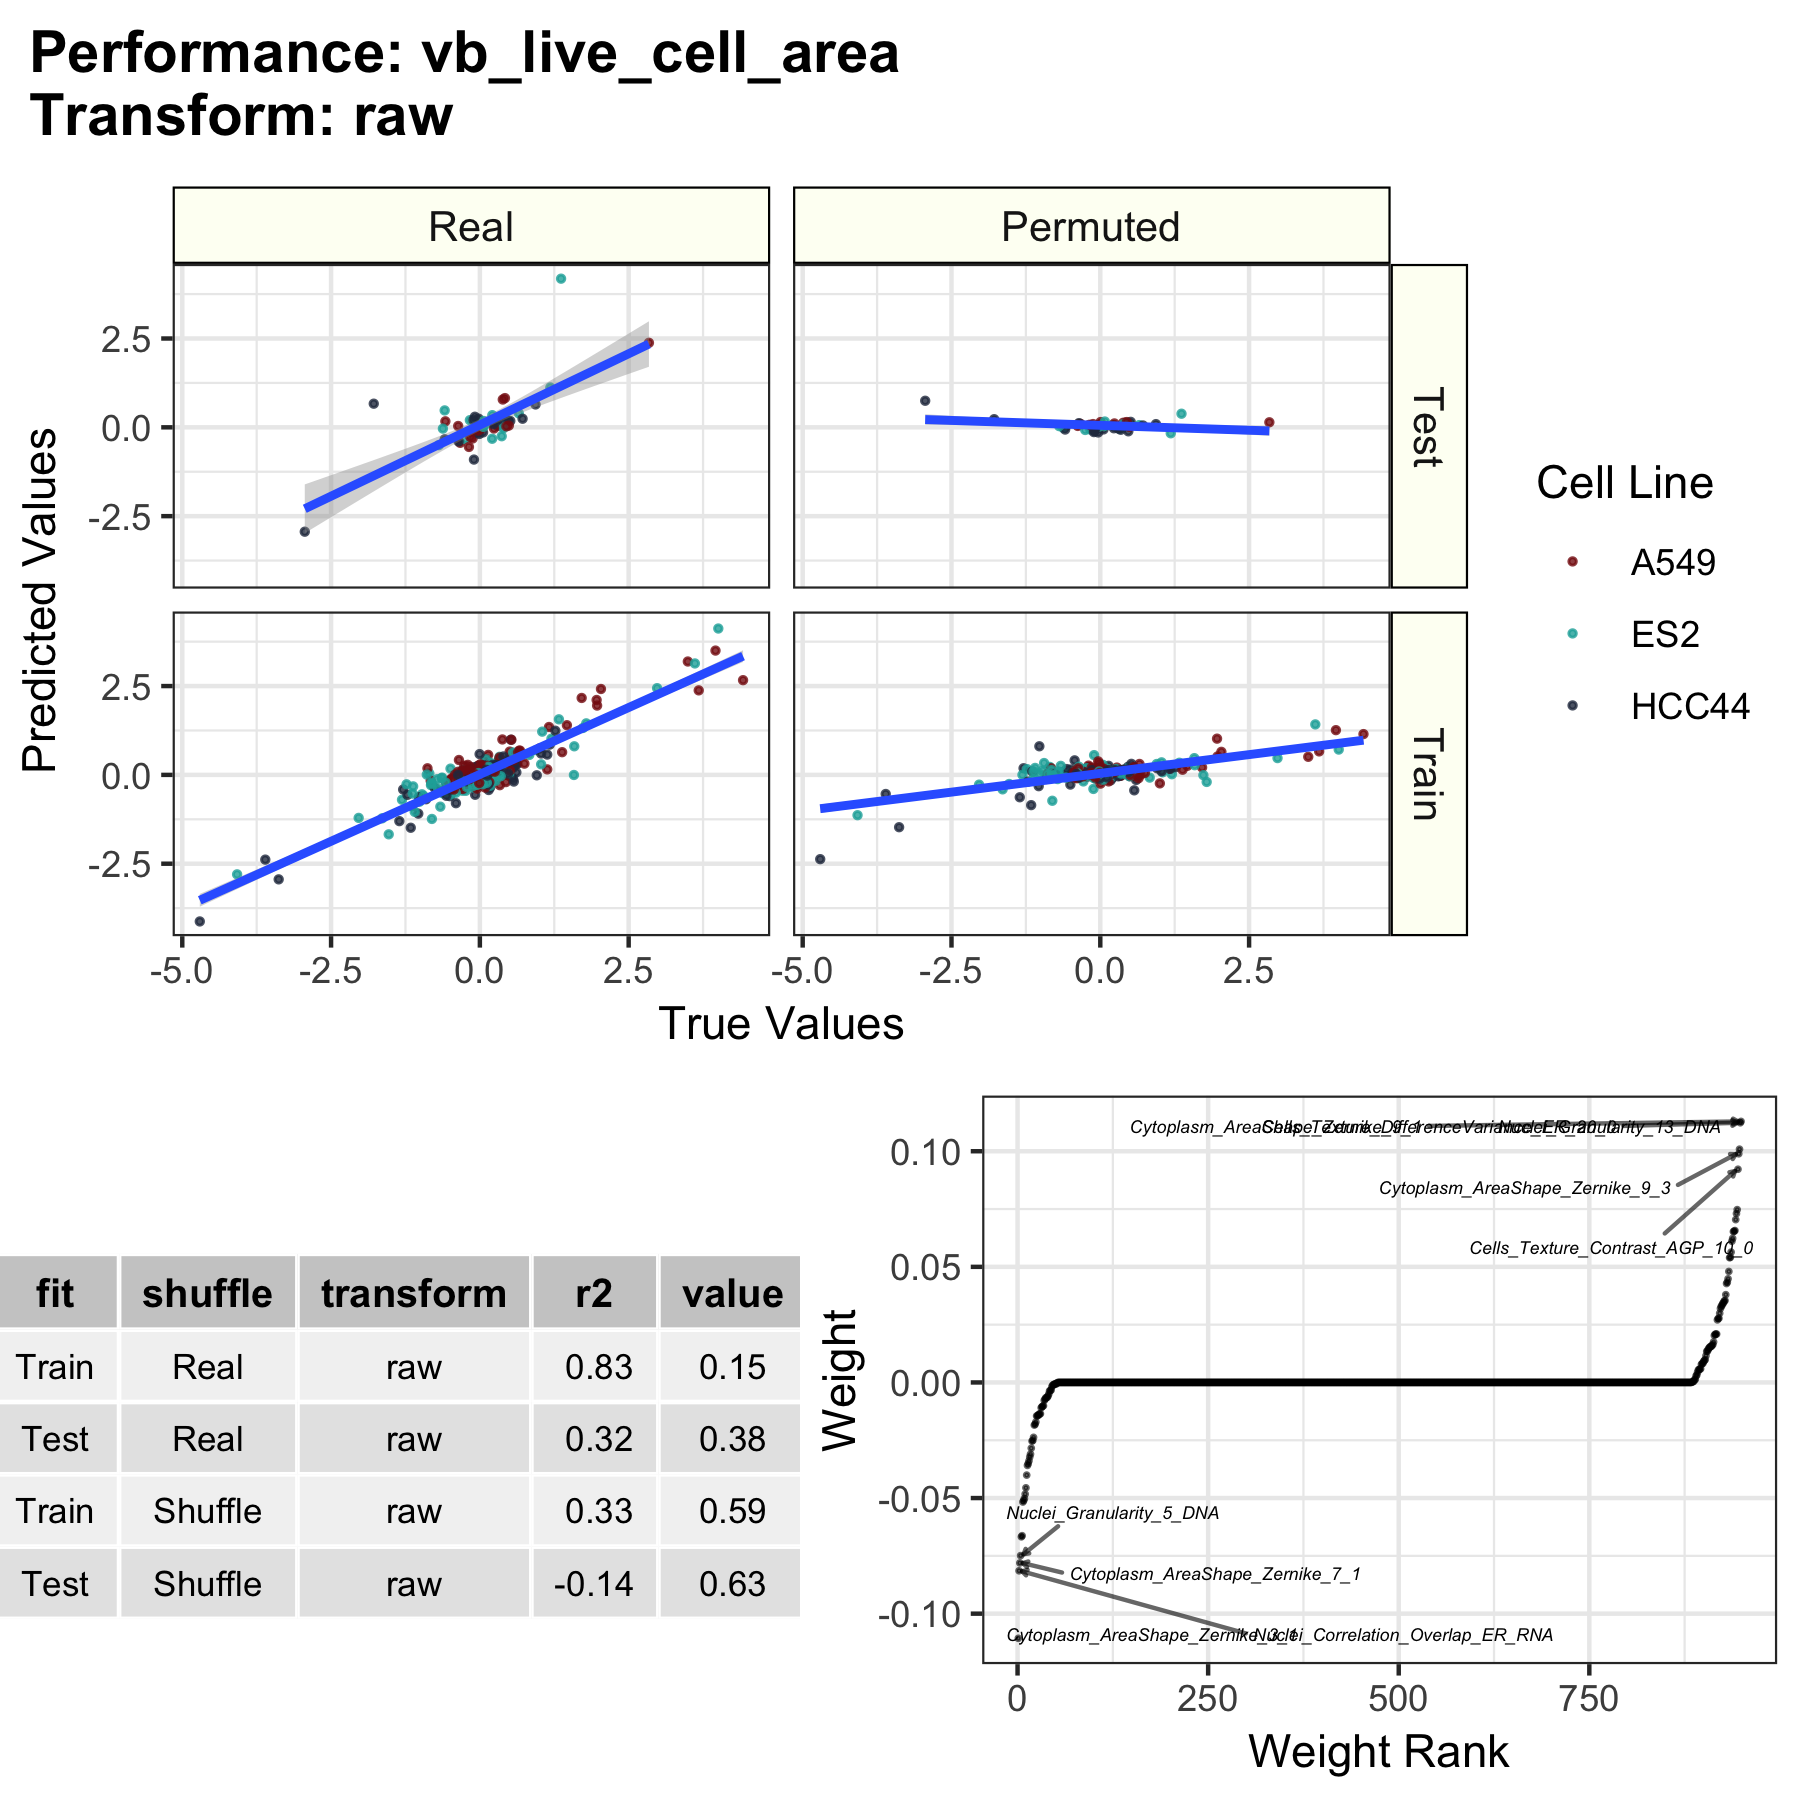 Performance: vb_live_cell_area
Transform: raw
Real
Permuted
Test
Train
2.5
0.0
-2.5
2.5
0.0
-2.5
Predicted Values
-5.0 -2.5 0.0 2.5
-5.0 -2.5 0.0 2.5
True Values
Cell Line
A549
ES2
HCC44
fit shuffle transform r2 value
Train Real raw 0.83 0.15
Test Real raw 0.32 0.38
Train Shuffle raw 0.33 0.59
Test Shuffle raw -0.14 0.63
Weight
0.10
0.05
0.00
-0.05
-0.10
Cytoplasm_AreaShape_Zernike_9_1
Cytoplasm_AreaShape_Zernike_9_3
Cells_Texture_Contrast_AGP_10_0
Nuclei_Granularity_5_DNA
Cytoplasm_AreaShape_Zernike_7_1
Cytoplasm_AreaShape_Zernike_3_1
Nuclei_Correlation_Overlap_ER_RNA
0 250 500 750
Weight Rank